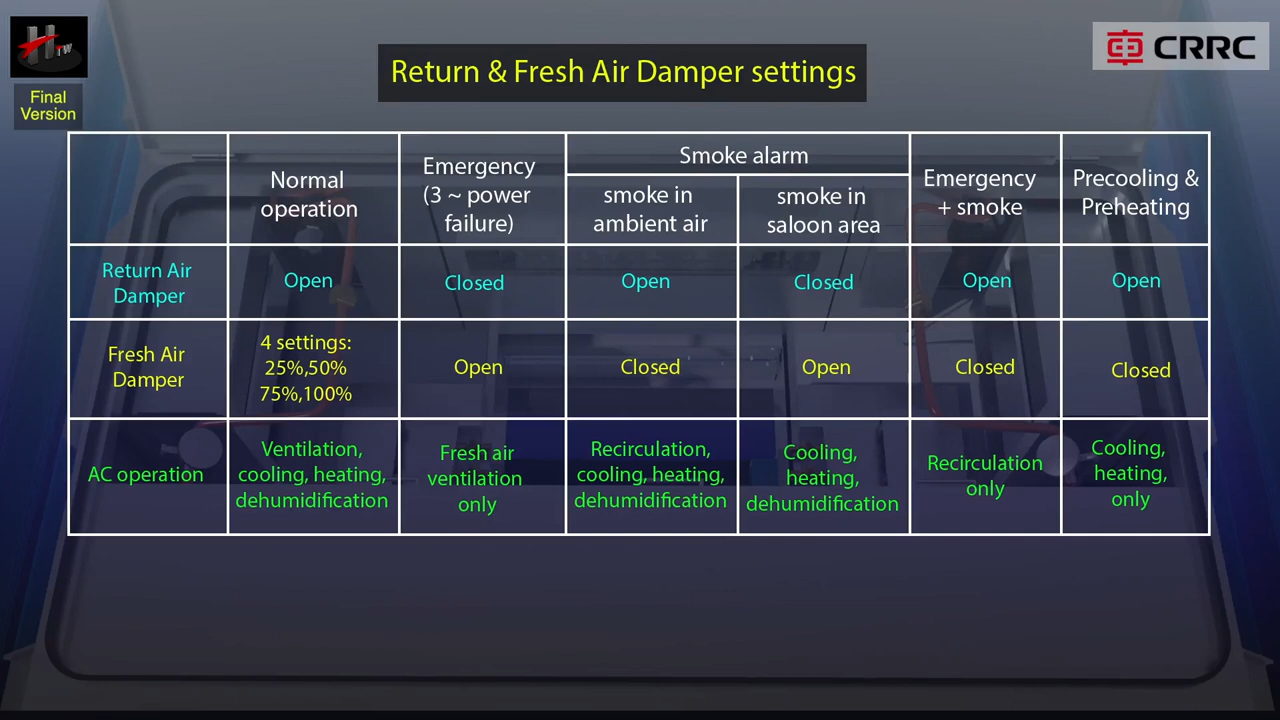 H TW
Final
Version
Return & Fresh Air Damper settings
CRRC
Normal
operation
Emergency
(3 ~ power
failure)
Smoke alarm
smoke in
ambient air
smoke in
saloon area
Emergency
+ smoke
Precooling &
Preheating
Return Air
Damper
Open
Closed
Open
Closed
Open
Open
Fresh Air
Damper
4 settings:
25%,50%
75%,100%
Open
Closed
Open
Closed
Closed
AC operation
Ventilation,
cooling, heating,
dehumidification
Fresh air
ventilation
only
Recirculation,
cooling, heating,
dehumidification
Cooling,
heating,
dehumidification
Recirculation
only
Cooling,
heating,
only